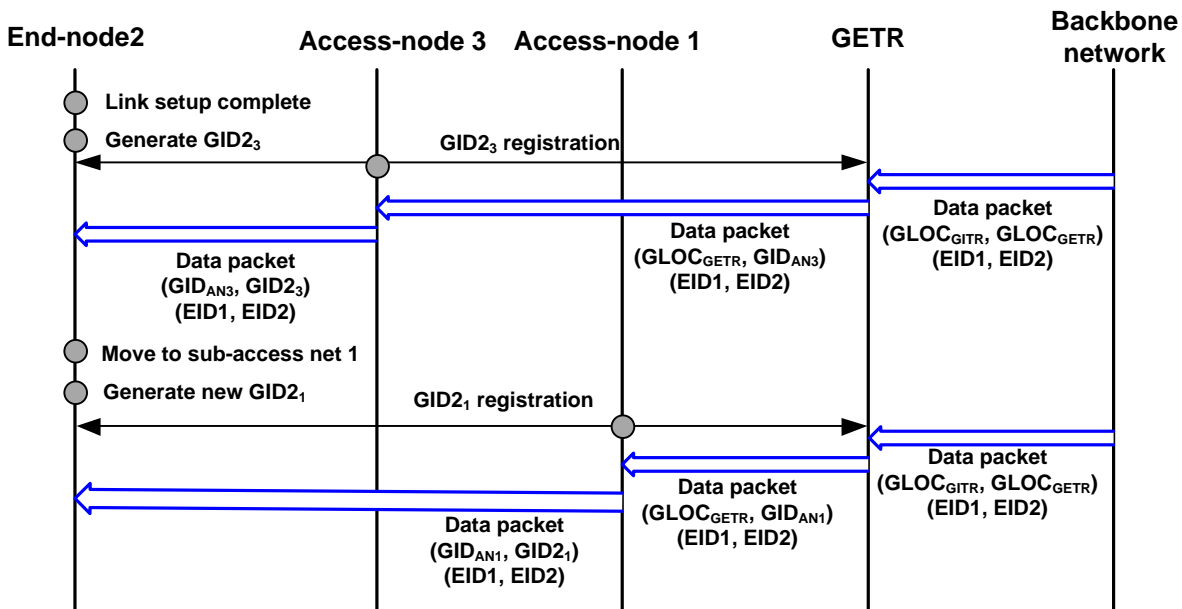 End-node2
Access-node 3
Access-node 1
GETR
Backbone
network
Link setup complete
Generate GID2₃
GID2₃ registration
Data packet
(GLOC_GITR, GLOC_GETR)
(EID1, EID2)
Data packet
(GLOC_GETR, GID_AN3)
(EID1, EID2)
Data packet
(GID_AN3, GID2₃)
(EID1, EID2)
Move to sub-access net 1
Generate new GID2₁
GID2₁ registration
Data packet
(GLOC_GITR, GLOC_GETR)
(EID1, EID2)
Data packet
(GLOC_GETR, GID_AN1)
(EID1, EID2)
Data packet
(GID_AN1, GID2₁)
(EID1, EID2)